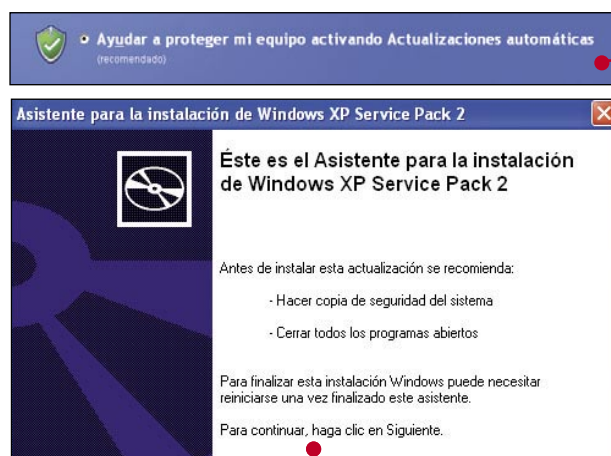 Ayudar a proteger mi equipo activando Actualizaciones automáticas
(recomendado)
Asistente para la instalación de Windows XP Service Pack 2
Éste es el Asistente para la instalación
de Windows XP Service Pack 2
Antes de instalar esta actualización se recomienda:
- Hacer copia de seguridad del sistema
- Cerrar todos los programas abiertos
Para finalizar esta instalación Windows puede necesitar
reiniciarse una vez finalizado este asistente.
Para continuar, haga clic en Siguiente.